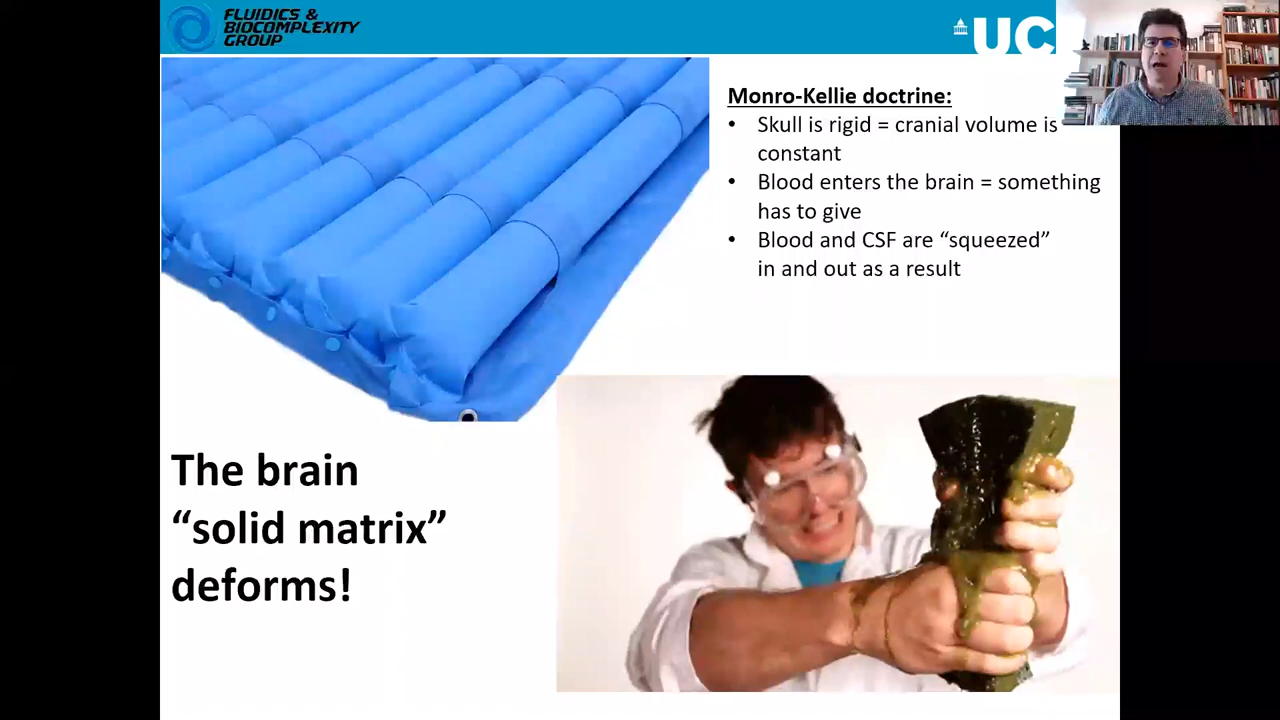 FLUIDICS &
BIOCOMPLEXITY
GROUP
UC
Monro-Kellie doctrine:
• Skull is rigid = cranial volume is
constant
• Blood enters the brain = something
has to give
• Blood and CSF are “squeezed”
in and out as a result
The brain
“solid matrix”
deforms!